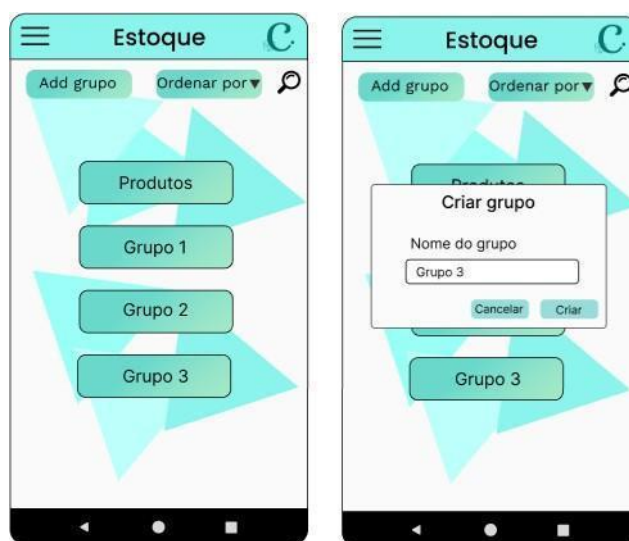 Estoque
Add grupo
Ordenar por
Produtos
Grupo 1
Grupo 2
Grupo 3
Estoque
Add grupo
Ordenar por
Criar grupo
Nome do grupo
Grupo 3
Cancelar
Criar
Grupo 3